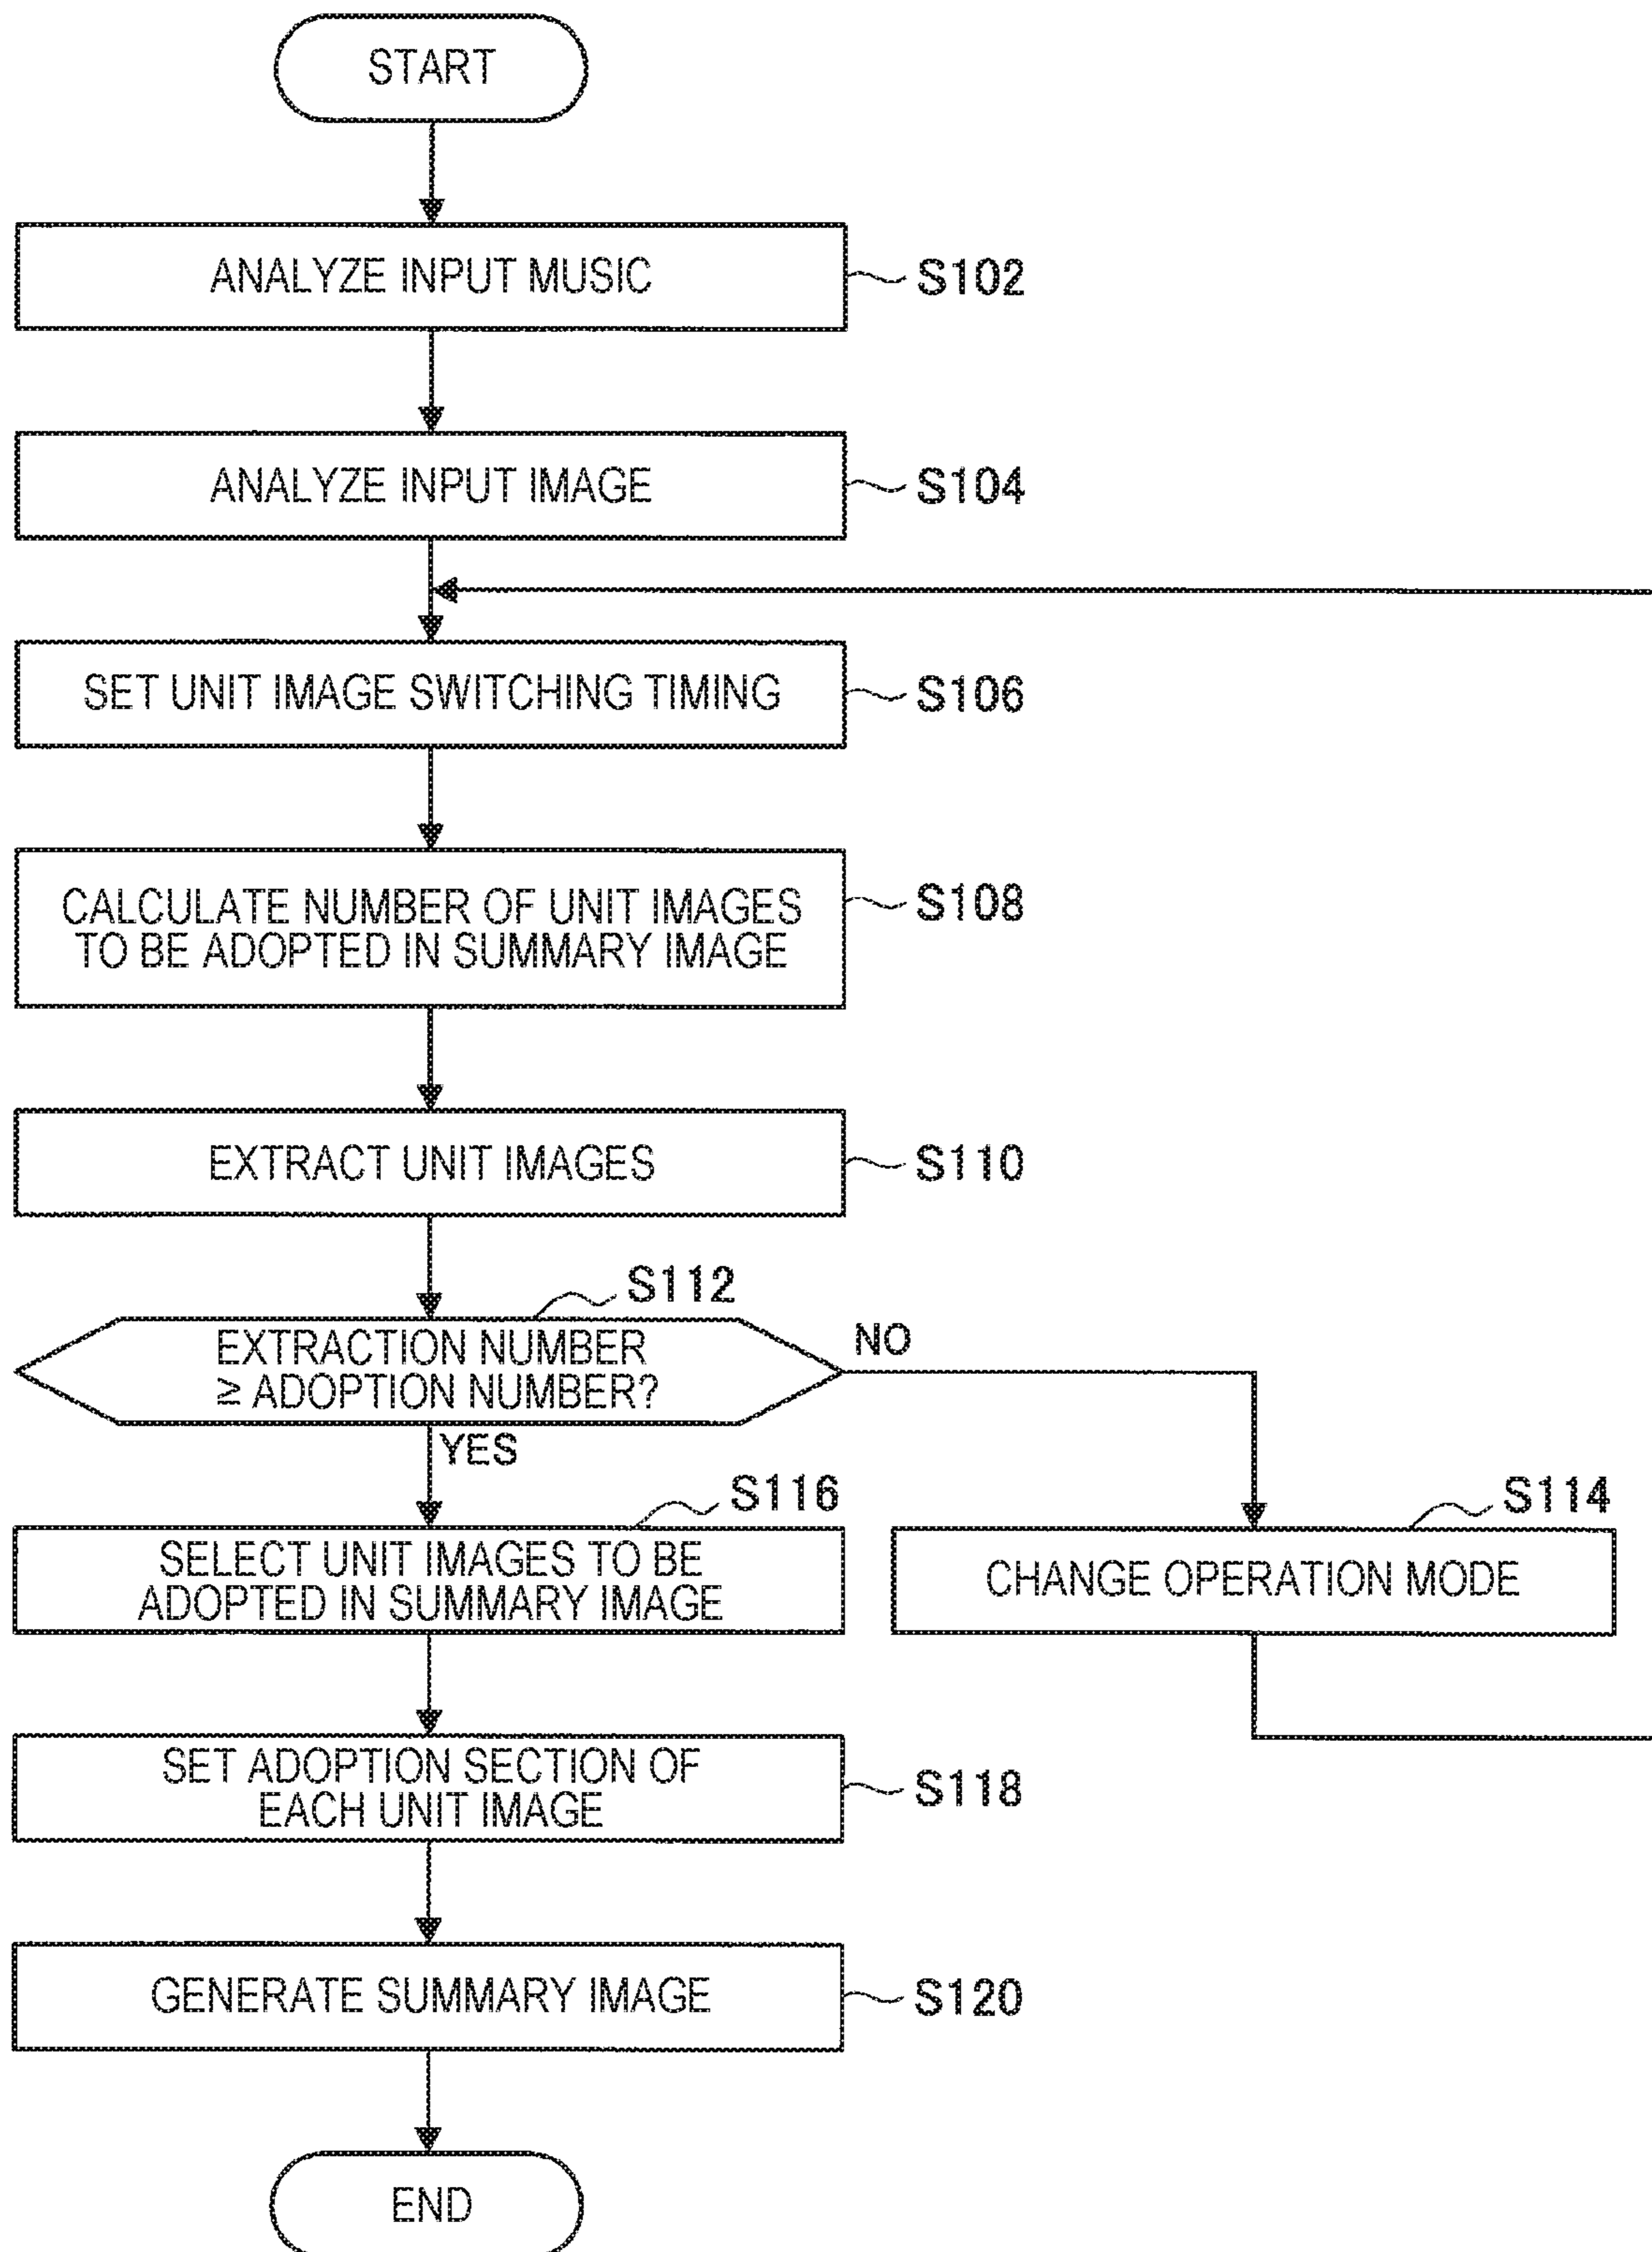 START
ANALYZE INPUT MUSIC
S102
ANALYZE INPUT IMAGE
S104
SET UNIT IMAGE SWITCHING TIMING
S106
CALCULATE NUMBER OF UNIT IMAGES
TO BE ADOPTED IN SUMMARY IMAGE
S108
EXTRACT UNIT IMAGES
S110
S112
EXTRACTION NUMBER
≥ ADOPTION NUMBER?
NO
YES
S116
SELECT UNIT IMAGES TO BE
ADOPTED IN SUMMARY IMAGE
S114
CHANGE OPERATION MODE
SET ADOPTION SECTION OF
EACH UNIT IMAGE
S118
GENERATE SUMMARY IMAGE
S120
END